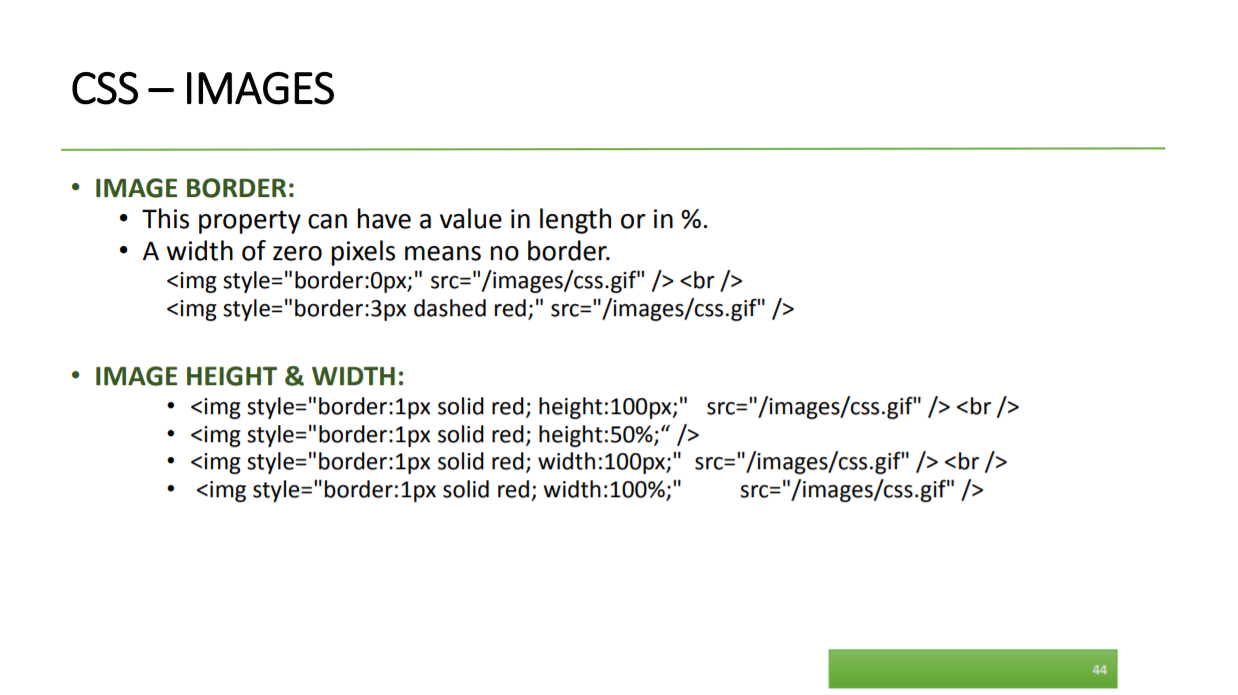 CSS – IMAGES
• IMAGE BORDER:
• This property can have a value in length or in %.
• A width of zero pixels means no border.
<img style="border:0px;" src="/images/css.gif" /> <br />
<img style="border:3px dashed red;" src="/images/css.gif" />
• IMAGE HEIGHT & WIDTH:
• <img style="border:1px solid red; height:100px;"   src="/images/css.gif" /> <br />
• <img style="border:1px solid red; height:50%;“ />
• <img style="border:1px solid red; width:100px;"  src="/images/css.gif" /> <br />
• <img style="border:1px solid red; width:100%;"        src="/images/css.gif" />
44